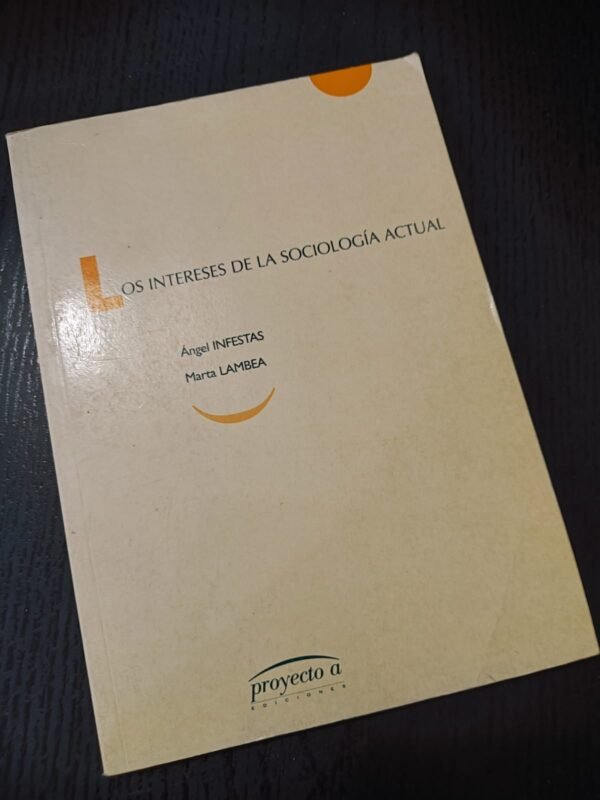 LOS INTERESES DE LA SOCIOLOGÍA ACTUAL
Ángel INFESTAS
Marta LAMBEA
proyecto a
EDICIONES